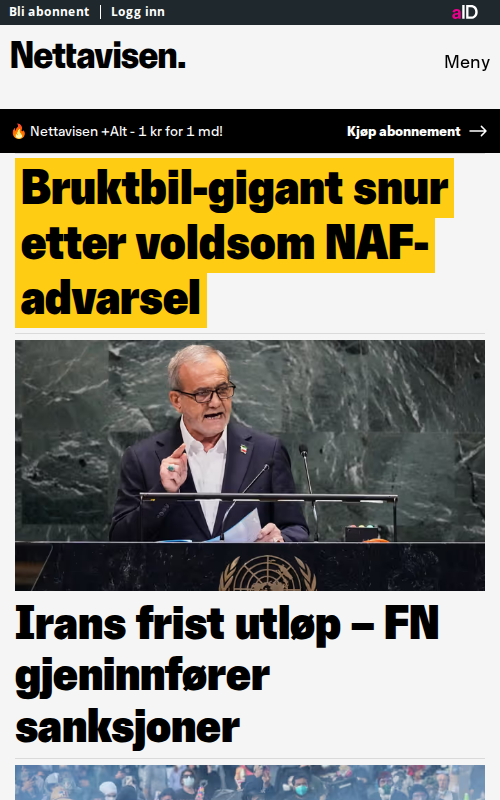 Bli abonnent
Logg inn
aID
Nettavisen.
Meny
Nettavisen +Alt - 1 kr for 1 md!
Kjøp abonnement
Bruktbil-gigant snur
etter voldsom NAF-
advarsel
Irans frist utløp – FN
gjeninnfører
sanksjoner